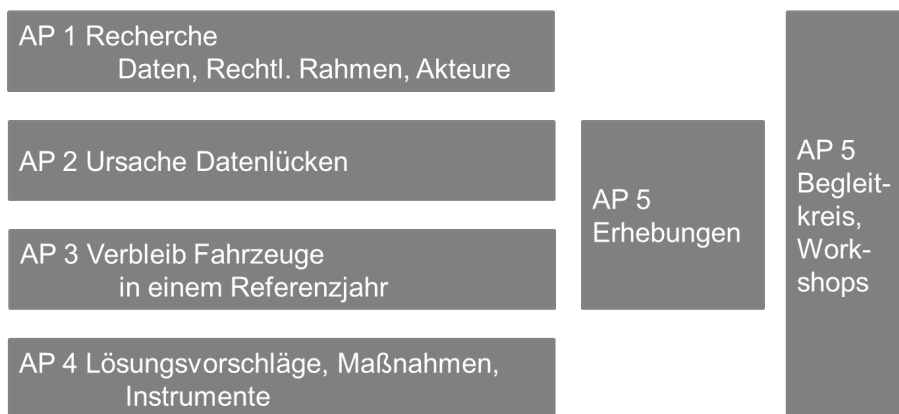 AP 1 Recherche
Daten, Rechtl. Rahmen, Akteure
AP 2 Ursache Datenlücken
AP 3 Verbleib Fahrzeuge
in einem Referenzjahr
AP 4 Lösungsvorschläge, Maßnahmen,
Instrumente
AP 5
Erhebungen
AP 5
Begleit-
kreis,
Work-
shops